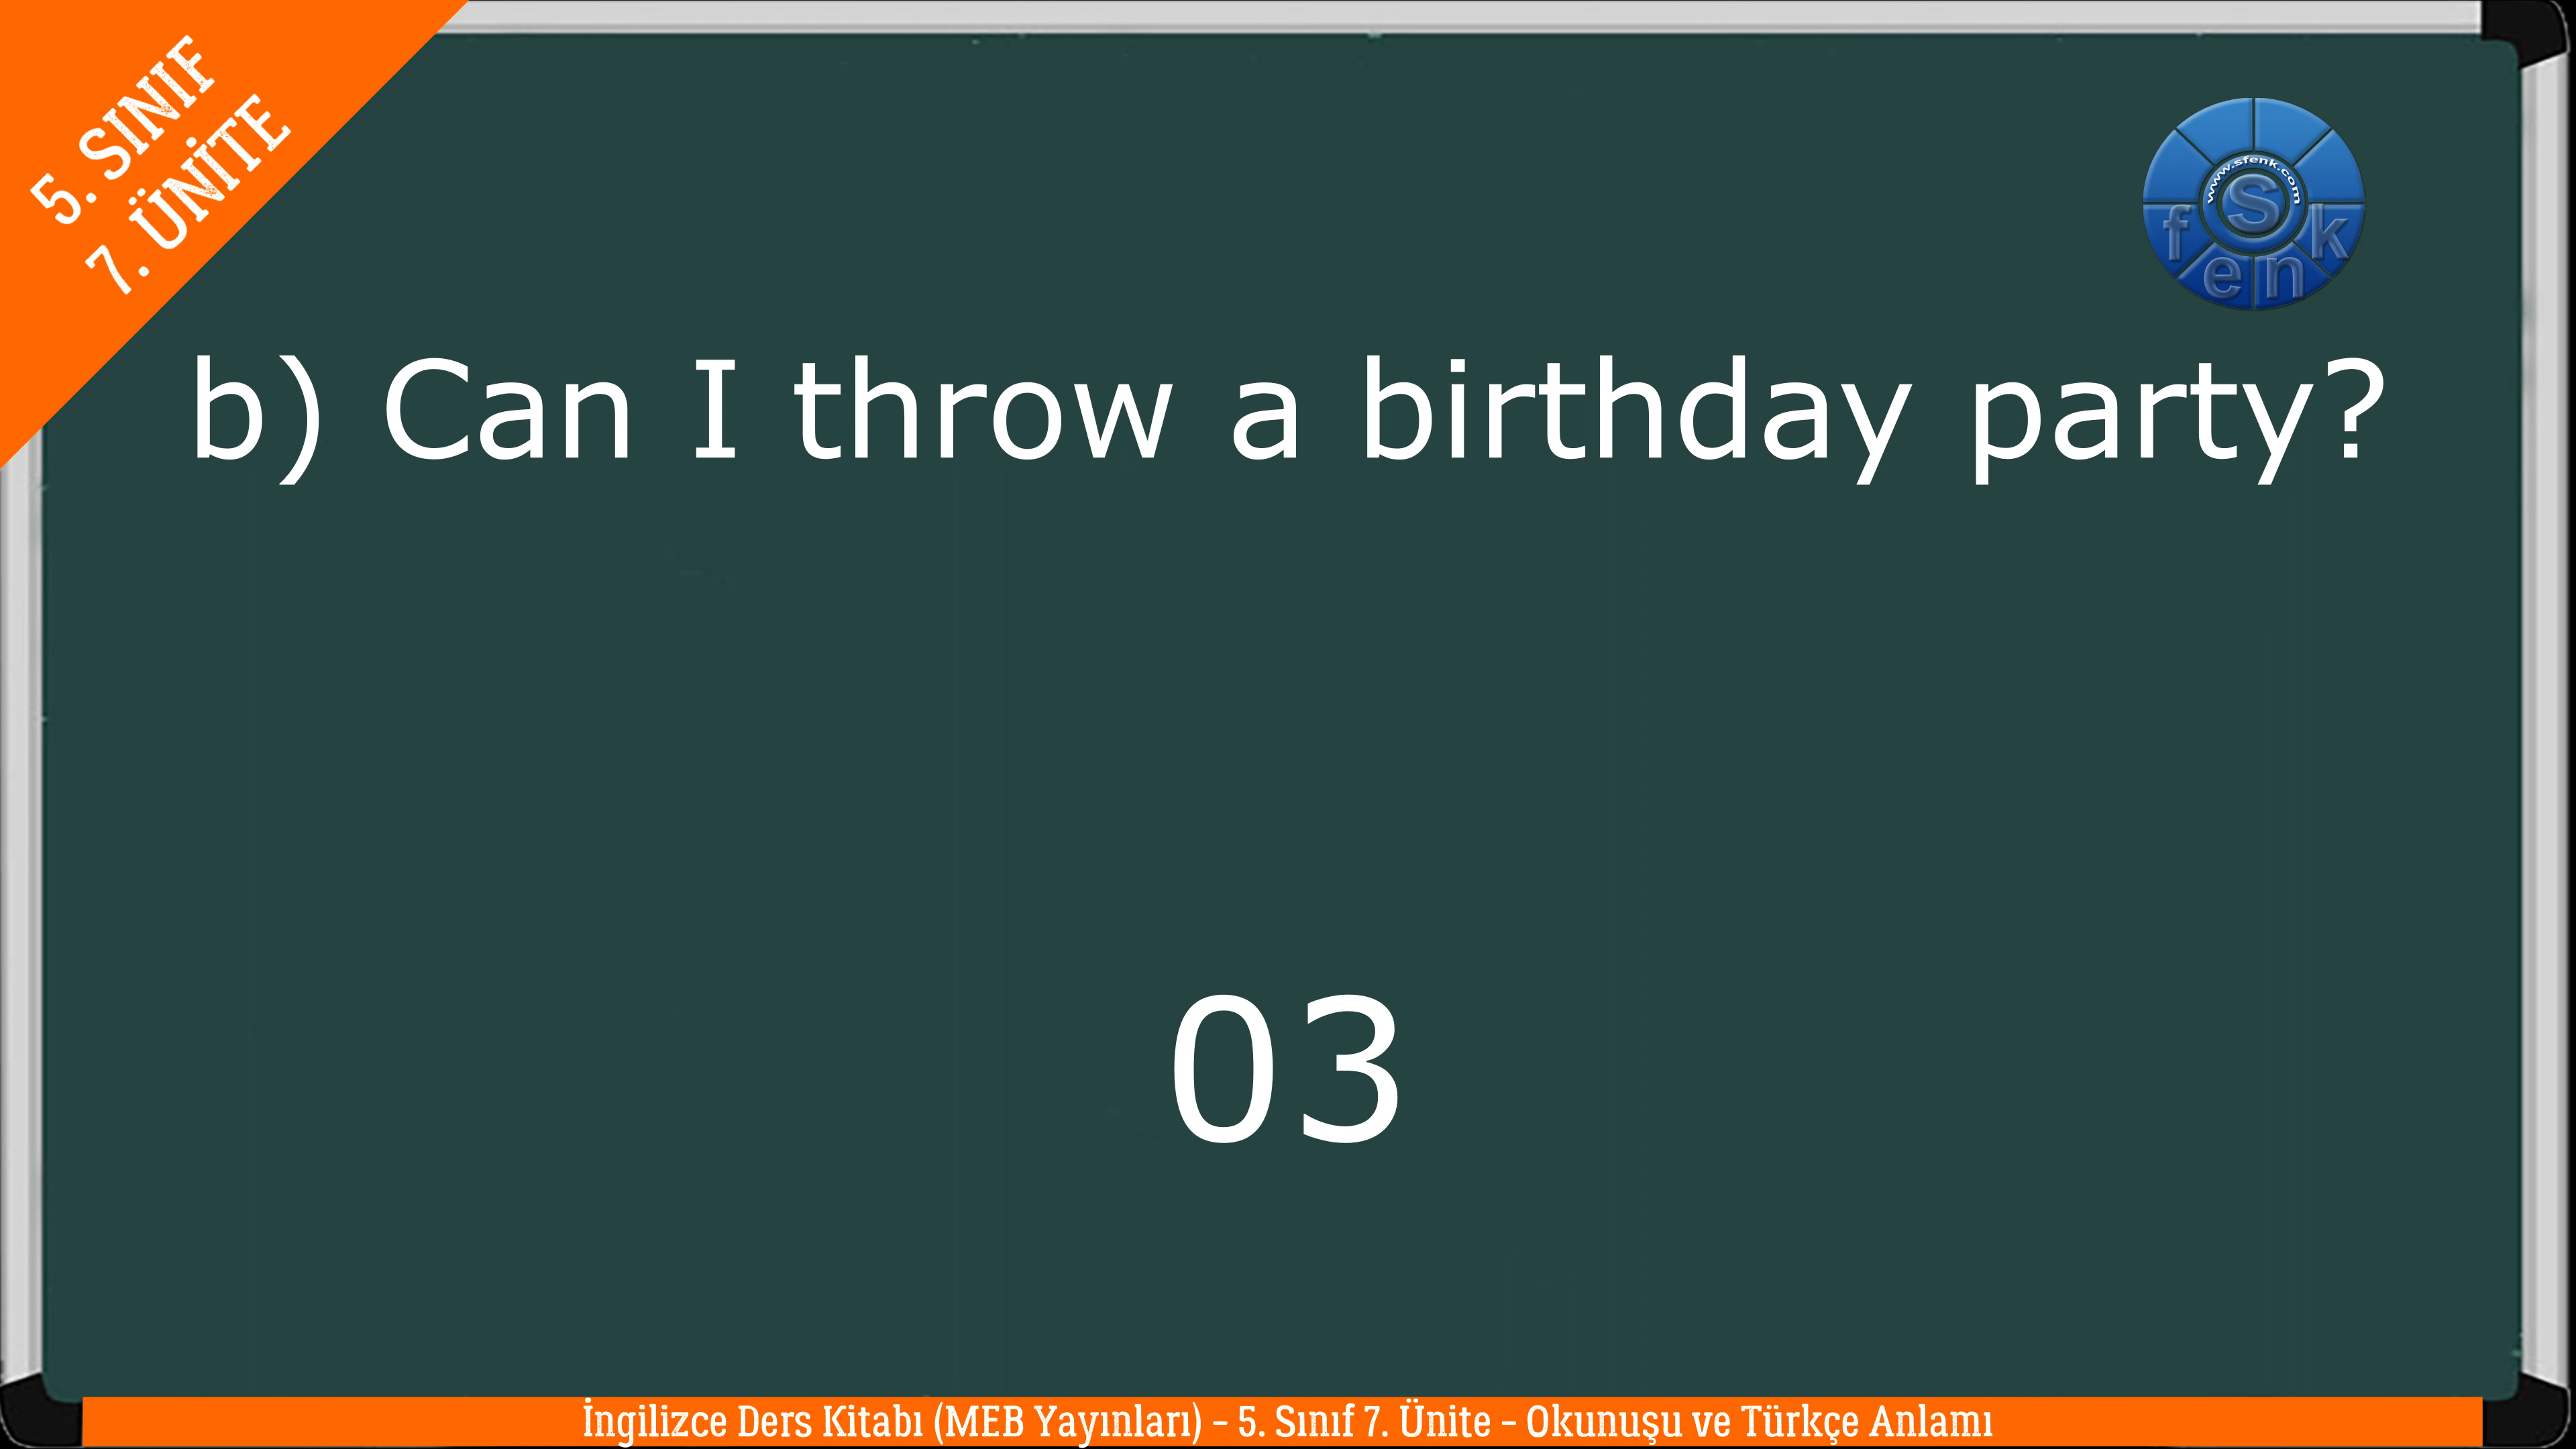 5. SINIF
7. ÜNİTE
www.sfenk.com
S
f e n k
b) Can I throw a birthday party?
03
İngilizce Ders Kitabı (MEB Yayınları) – 5. Sınıf 7. Ünite – Okunuşu ve Türkçe Anlamı